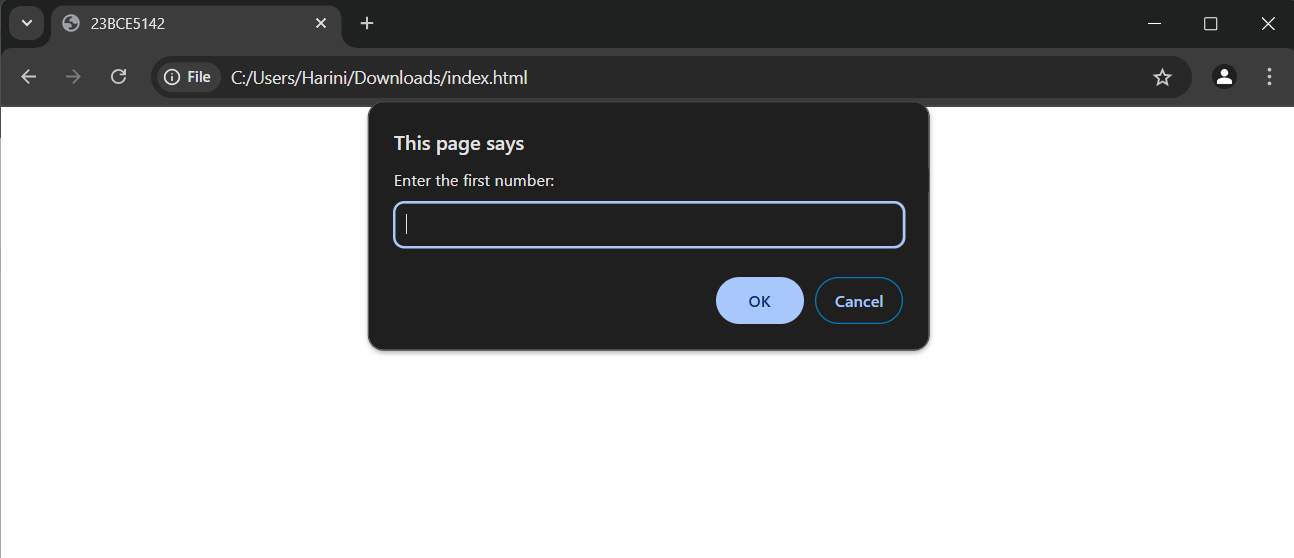 23BCE5142
File C:/Users/Harini/Downloads/index.html
This page says
Enter the first number:
OK Cancel